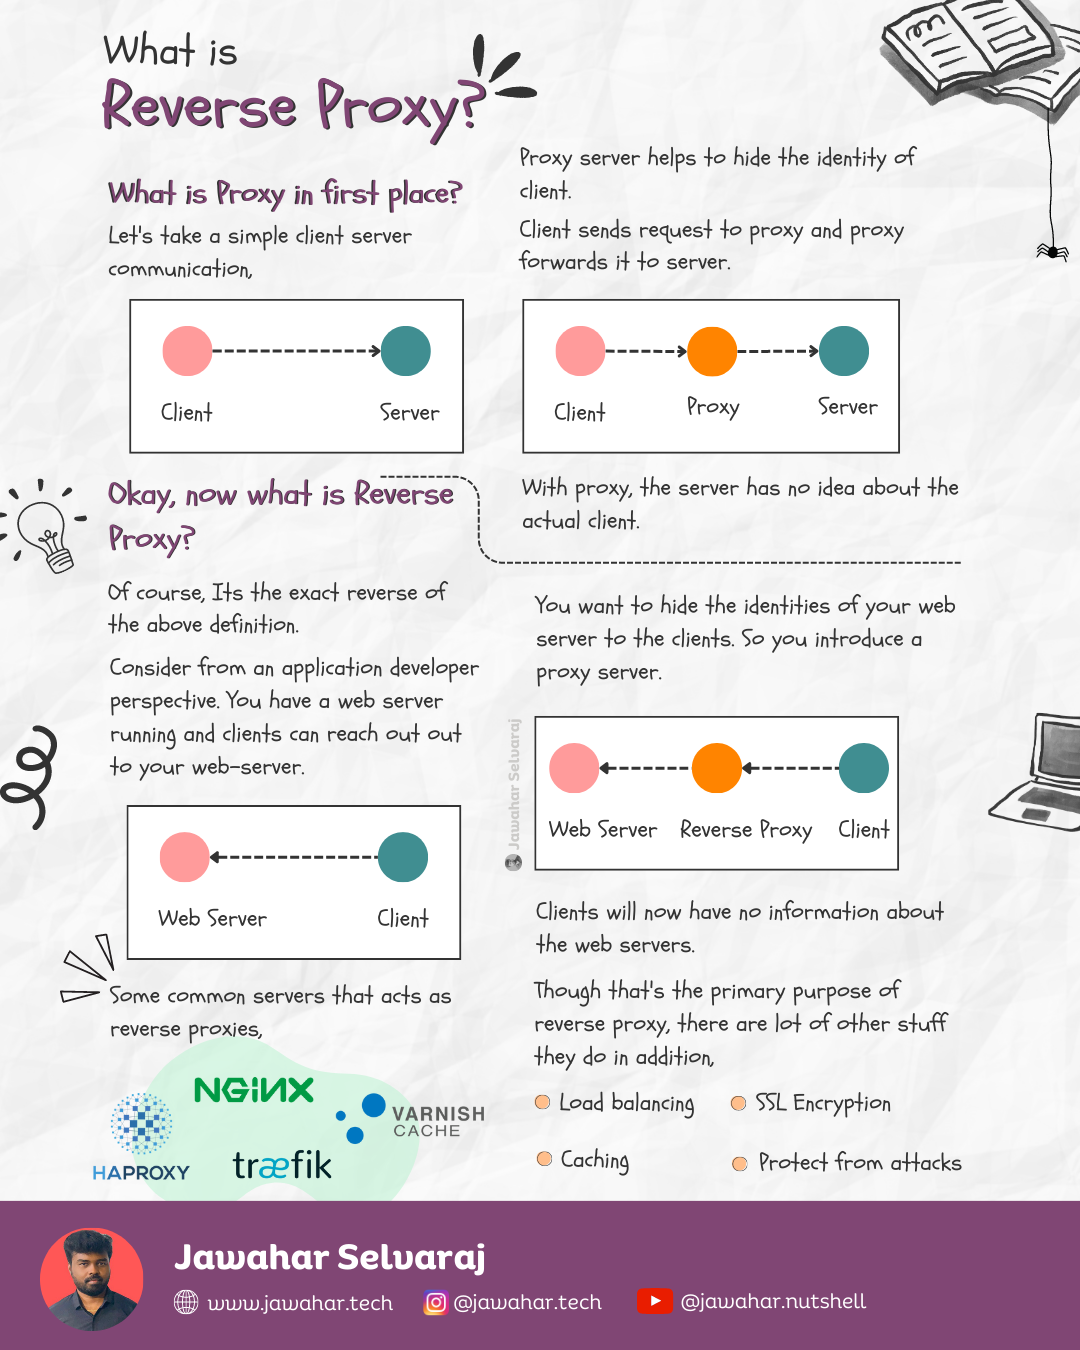 What is
Reverse Proxy?
What is Proxy in first place?
Let's take a simple client server
communication,
Client
Server
Proxy server helps to hide the identity of
client.
Client sends request to proxy and proxy
forwards it to server.
Client
Proxy
Server
With proxy, the server has no idea about the
actual client.
Okay, now what is Reverse
Proxy?
Of course, Its the exact reverse of
the above definition.
Consider from an application developer
perspective. You have a web server
running and clients can reach out out
to your web-server.
Web Server
Client
You want to hide the identities of your web
server to the clients. So you introduce a
proxy server.
Jawahar Selvaraj
Web Server
Reverse Proxy
Client
Clients will now have no information about
the web servers.
Some common servers that acts as
reverse proxies,
NGINX
HAPROXY
VARNISH
CACHE
træfik
Though that's the primary purpose of
reverse proxy, there are lot of other stuff
they do in addition,
Load balancing
SSL Encryption
Caching
Protect from attacks
Jawahar Selvaraj
www.jawahar.tech
@jawahar.tech
@jawahar.nutshell